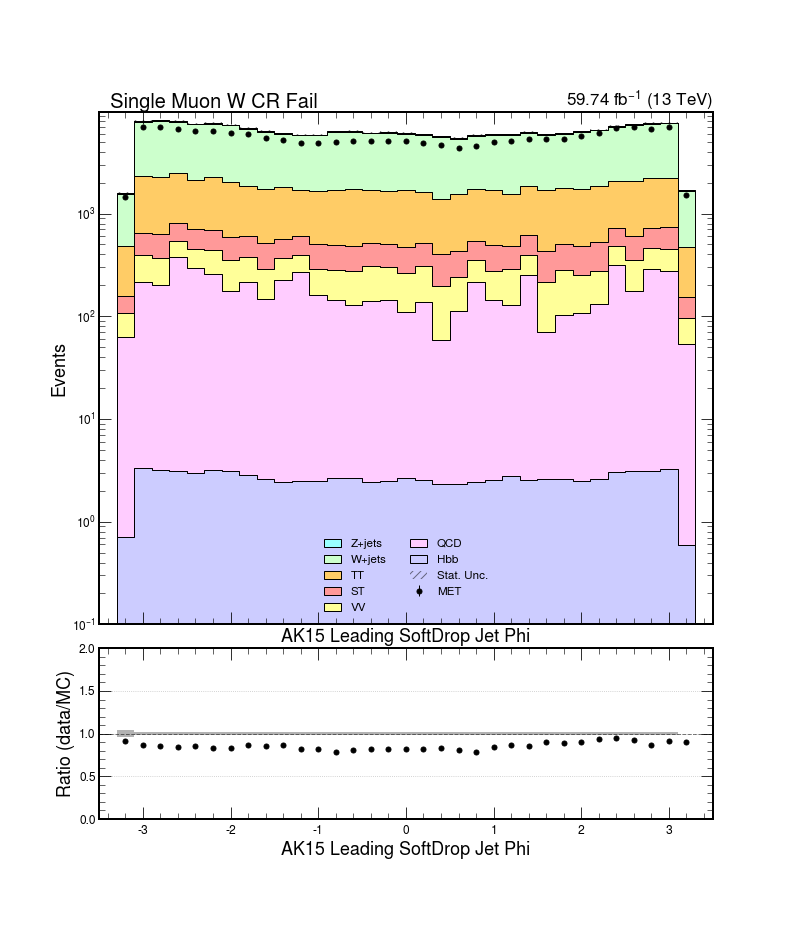 Single Muon W CR Fail
59.74 fb⁻¹ (13 TeV)
10³
10²
10¹
10⁰
10⁻¹
Events
Z+jets
W+jets
TT
ST
VV
QCD
Hbb
Stat. Unc.
MET
AK15 Leading SoftDrop Jet Phi
2.0
1.5
1.0
0.5
0.0
Ratio (data/MC)
-3 -2 -1 0 1 2 3
AK15 Leading SoftDrop Jet Phi